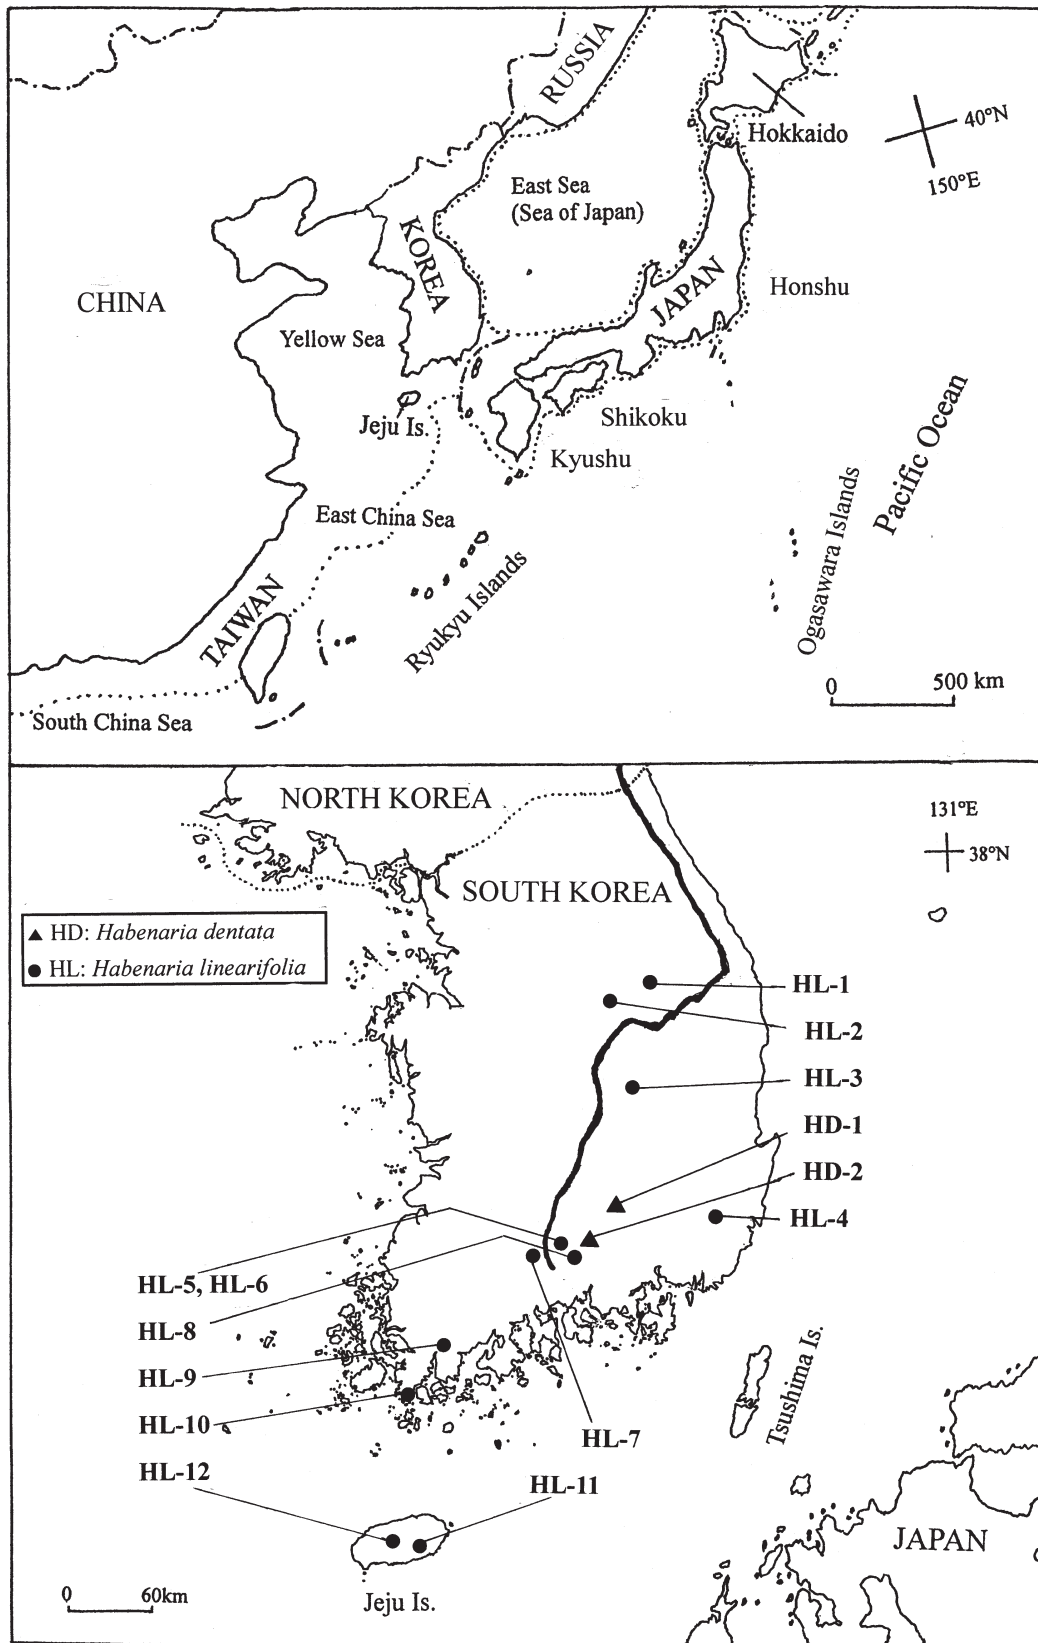 RUSSIA
Hokkaido
40°N
150°E
East Sea
(Sea of Japan)
KOREA
CHINA
JAPAN
Honshu
Yellow Sea
Jeju Is.
Shikoku
Kyushu
Pacific Ocean
East China Sea
Ogasawara Islands
Ryukyu Islands
TAIWAN
0 500 km
South China Sea
NORTH KOREA
131°E
38°N
SOUTH KOREA
▲ HD: Habenaria dentata
● HL: Habenaria linearifolia
HL-1
HL-2
HL-3
HD-1
HD-2
HL-4
HL-5, HL-6
HL-8
HL-9
HL-10
HL-7
HL-12
HL-11
Tsushima Is.
JAPAN
0 60km
Jeju Is.